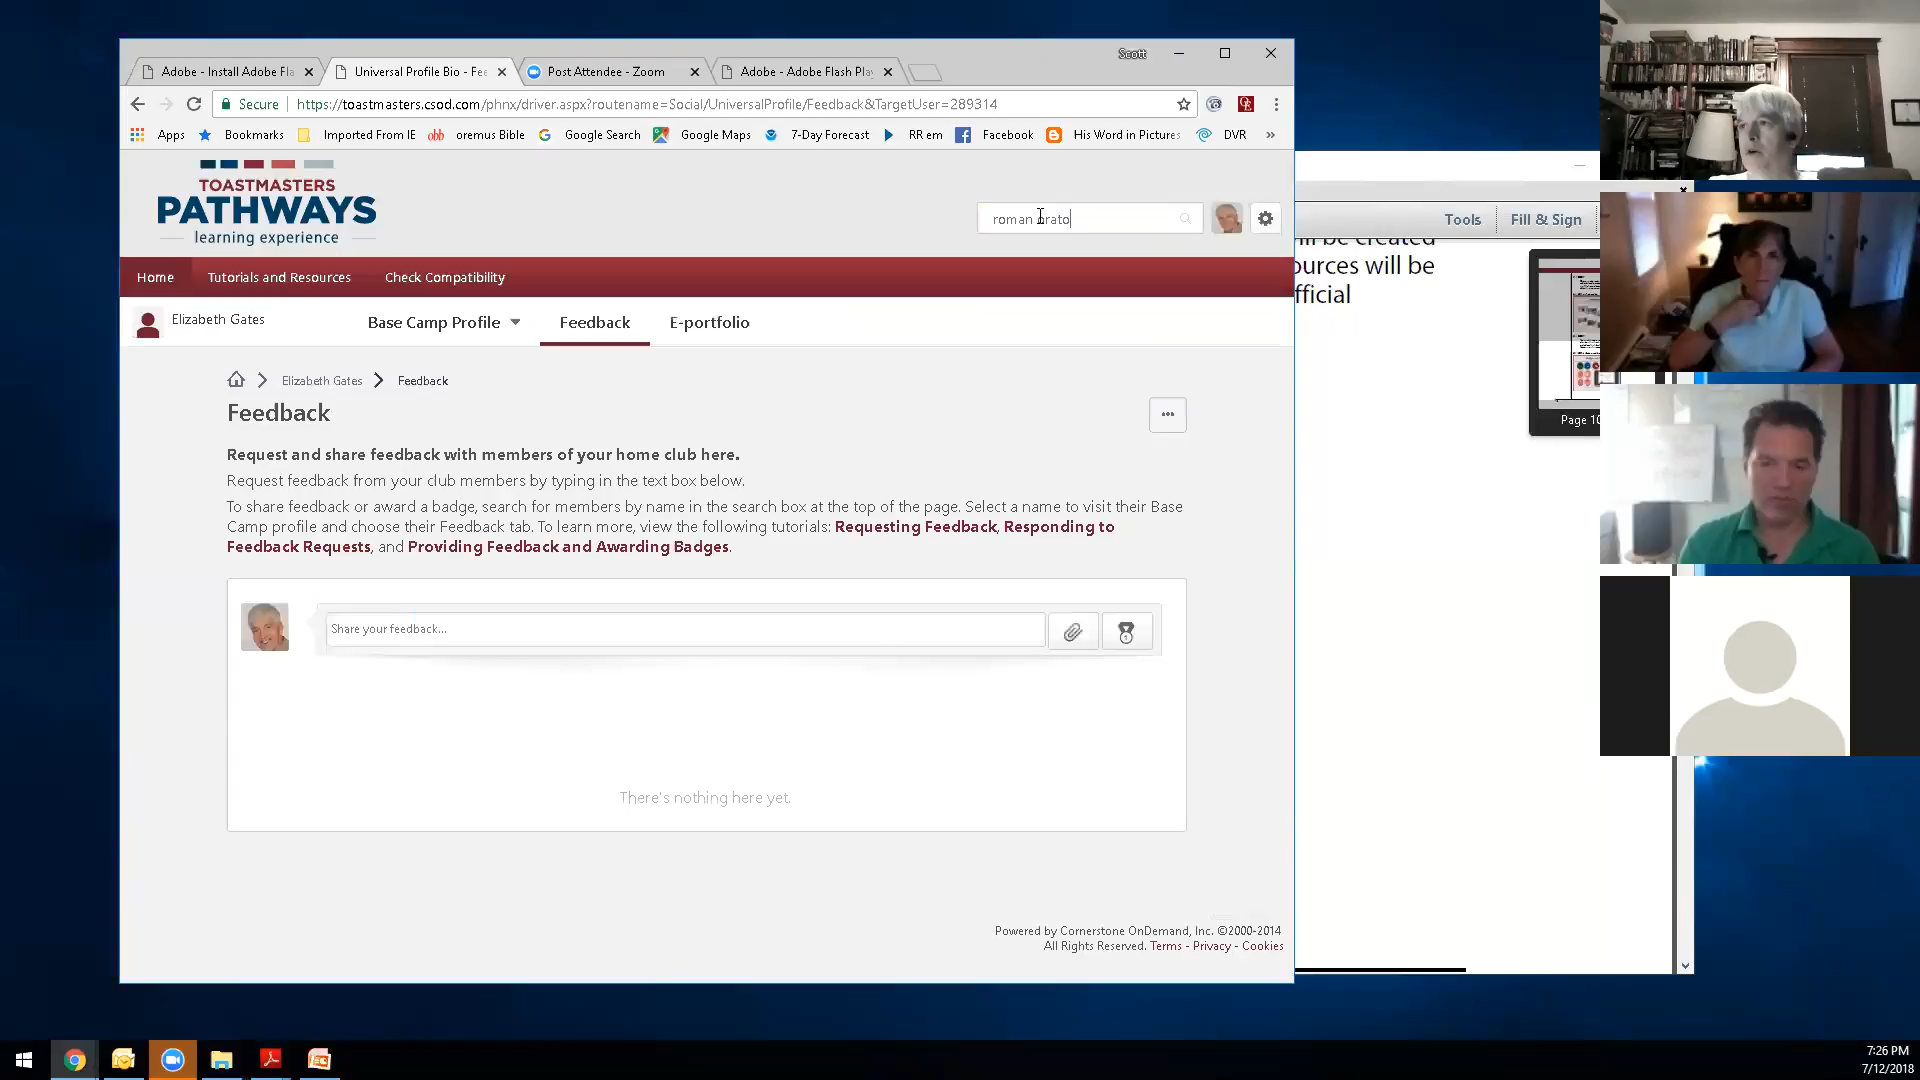 Scott
Adobe - Install Adobe Fla
Universal Profile Bio - Fee
Post Attendee - Zoom
Adobe - Adobe Flash Play
Secure
https://toastmasters.csod.com/phnx/driver.aspx?routename=Social/UniversalProfile/Feedback&TargetUser=289314
Apps
Bookmarks
Imported From IE
oremus Bible
Google Search
Google Maps
7-Day Forecast
RR em
Facebook
His Word in Pictures
DVR
»
TOASTMASTERS
PATHWAYS
learning experience
roman orato
Home
Tutorials and Resources
Check Compatibility
Elizabeth Gates
Base Camp Profile
Feedback
E-portfolio
Elizabeth Gates
Feedback
Feedback
Request and share feedback with members of your home club here.
Request feedback from your club members by typing in the text box below.
To share feedback or award a badge, search for members by name in the search box at the top of the page. Select a name to visit their Base
Camp profile and choose their Feedback tab. To learn more, view the following tutorials: Requesting Feedback, Responding to
Feedback Requests, and Providing Feedback and Awarding Badges.
Share your feedback...
There's nothing here yet.
Powered by Cornerstone OnDemand, Inc. ©2000-2014
All Rights Reserved. Terms - Privacy - Cookies
Tools
Fill & Sign
be created
ources will be
fficial
Page 10
7:26 PM
7/12/2018